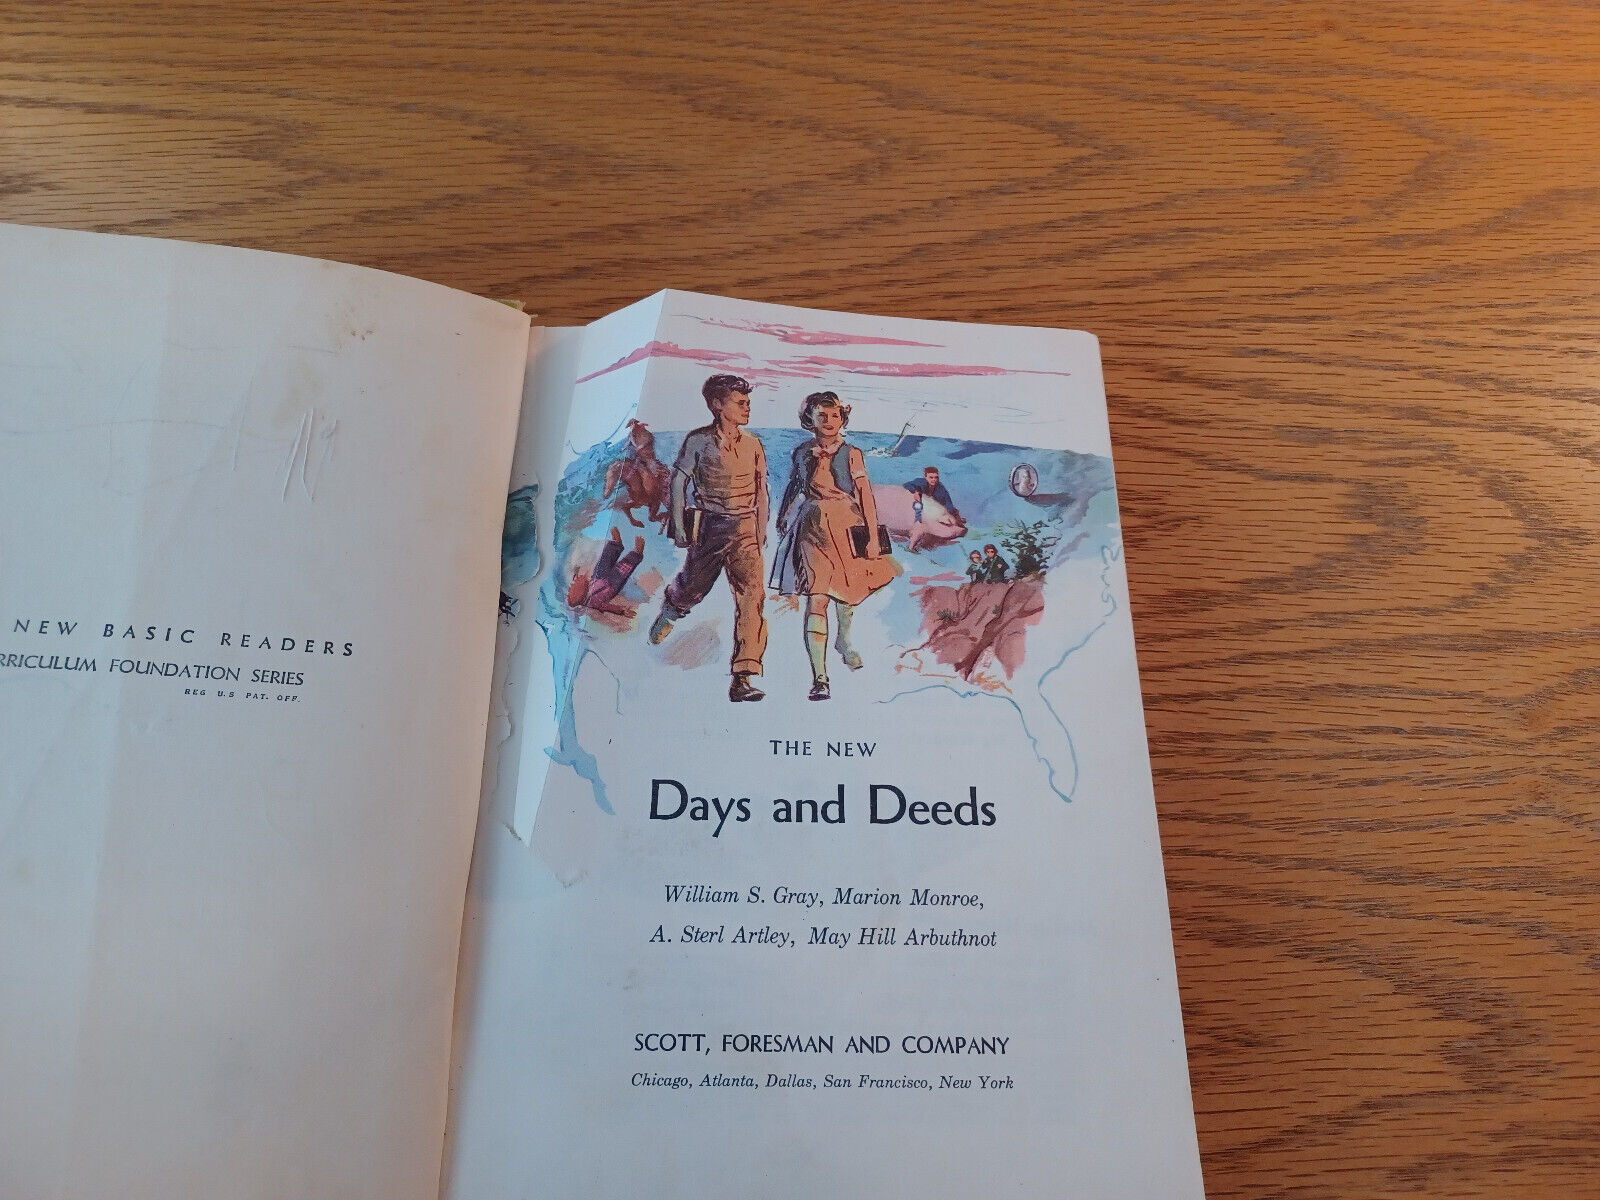 NEW BASIC READERS
CURRICULUM FOUNDATION SERIES
REG U.S PAT. OFF.
THE NEW
Days and Deeds
William S. Gray, Marion Monroe,
A. Sterl Artley, May Hill Arbuthnot
SCOTT, FORESMAN AND COMPANY
Chicago, Atlanta, Dallas, San Francisco, New York